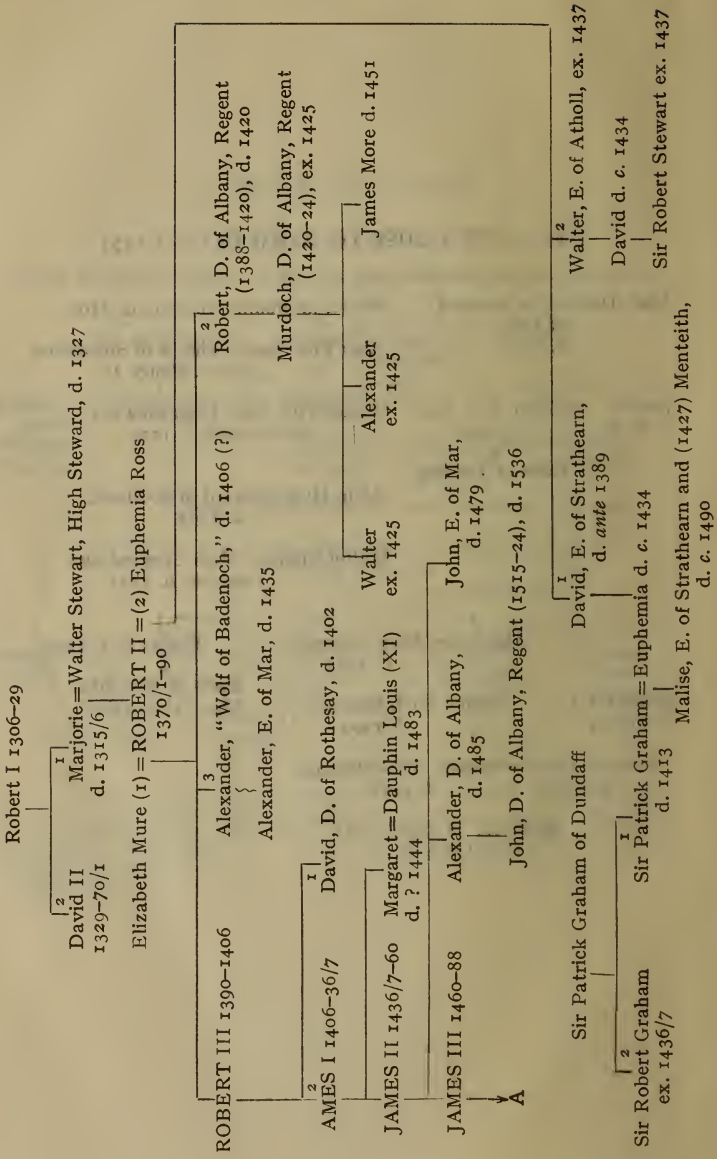 Robert I 1306–29
2
David II
1329–70/1
1
Marjorie=Walter Stewart, High Steward, d. 1327
d. 1315/6
Elizabeth Mure (1)=ROBERT II=(2) Euphemia Ross
1370/1–90
ROBERT III 1390–1406
3
Alexander, "Wolf of Badenoch," d. 1406 (?)
Alexander, E. of Mar, d. 1435
2
Robert, D. of Albany, Regent
(1388–1420), d. 1420
Murdoch, D. of Albany, Regent
(1420–24), ex. 1425
2
AMES I 1406–36/7
1
David, D. of Rothesay, d. 1402
Walter
ex. 1425
Alexander
ex. 1425
James More d. 1451
JAMES II 1436/7–60
Margaret=Dauphin Louis (XI)
d. ? 1444
d. 1483
JAMES III 1460–88
Alexander, D. of Albany,
d. 1485
John, E. of Mar,
d. 1479
John, D. of Albany, Regent (1515–24), d. 1536
A
1
David, E. of Strathearn,
d. ante 1389
2
Walter, E. of Atholl, ex. 1437
David d. c. 1434
Sir Robert Stewart ex. 1437
Sir Patrick Graham of Dundaff
2
Sir Robert Graham
ex. 1436/7
1
Sir Patrick Graham=Euphemia d. c. 1434
d. 1413
Malise, E. of Strathearn and (1427) Menteith,
d. c. 1490